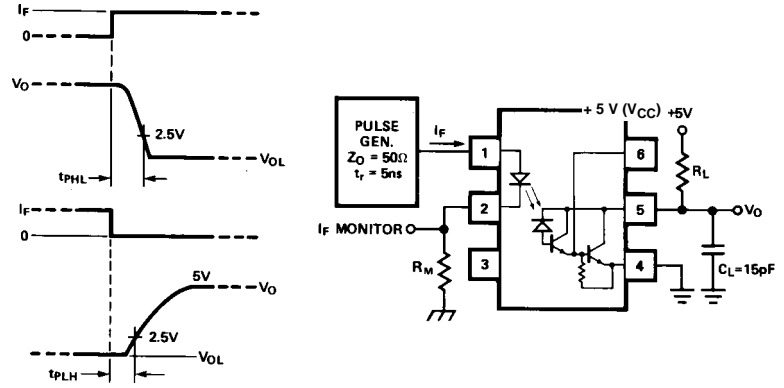 IF
0
VO
2.5V
VOL
tPHL
IF
0
5V
VO
2.5V
VOL
tPLH
PULSE
GEN.
ZO = 50Ω
tr = 5ns
IF
+ 5 V (VCC)
+5V
1
6
RL
2
5
VO
IF MONITOR
3
4
RM
CL=15pF